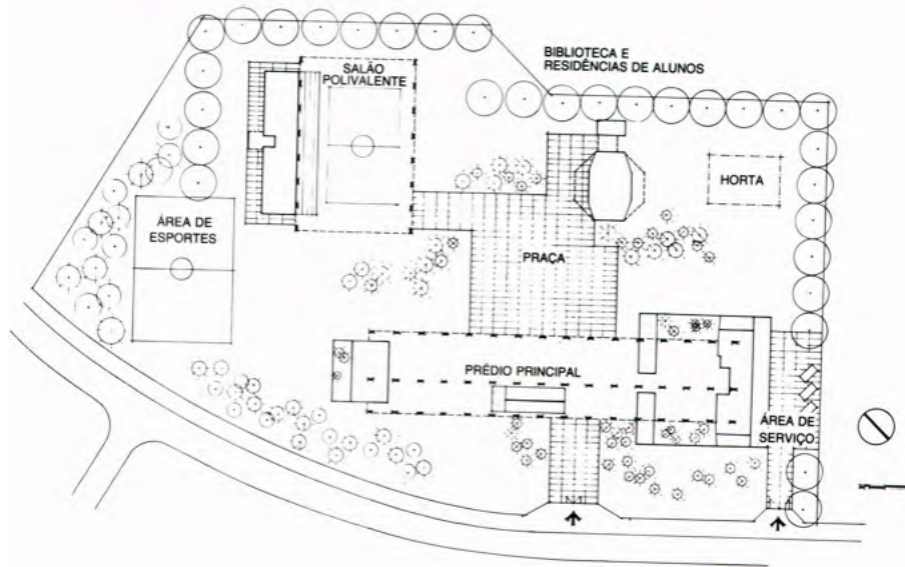 BIBLIOTECA E
RESIDÊNCIAS DE ALUNOS
SALÃO
POLIVALENTE
HORTA
ÁREA DE
ESPORTES
PRAÇA
PRÉDIO PRINCIPAL
ÁREA DE
SERVIÇO